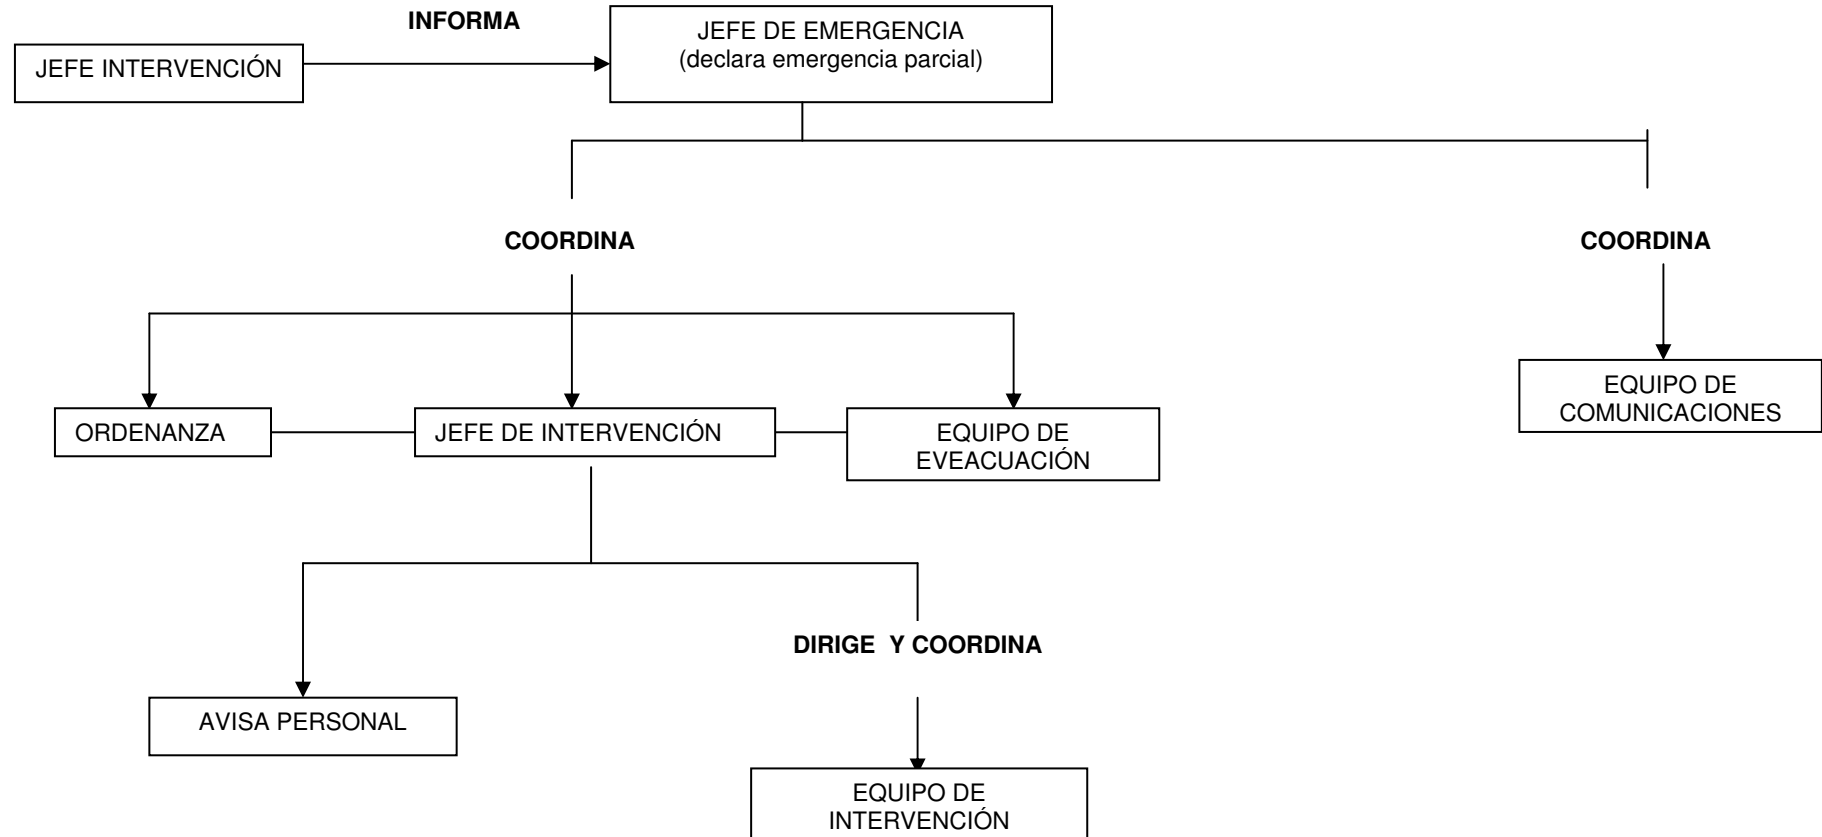 INFORMA
JEFE DE EMERGENCIA
(declara emergencia parcial)
JEFE INTERVENCIÓN
COORDINA
COORDINA
EQUIPO DE
COMUNICACIONES
ORDENANZA
JEFE DE INTERVENCIÓN
EQUIPO DE
EVEACUACIÓN
DIRIGE Y COORDINA
AVISA PERSONAL
EQUIPO DE
INTERVENCIÓN